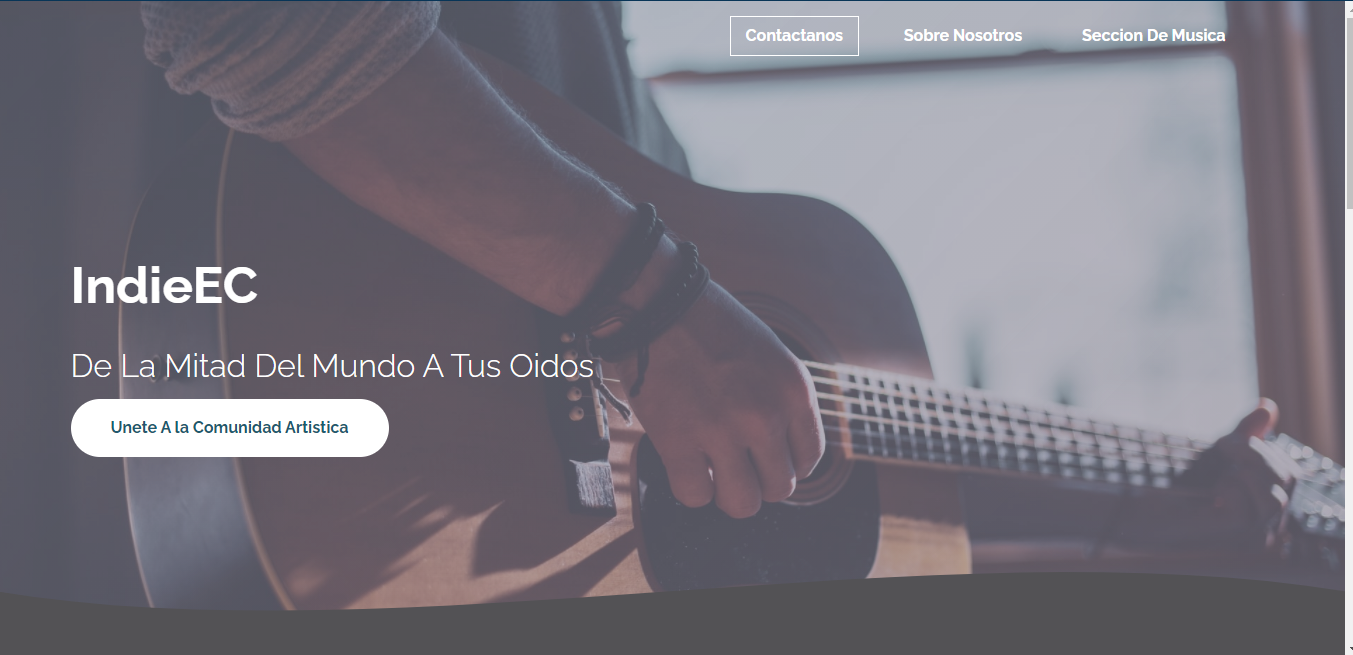 Contactanos Sobre Nosotros Seccion De Musica
IndieEC
De La Mitad Del Mundo A Tus Oidos
Unete A la Comunidad Artistica